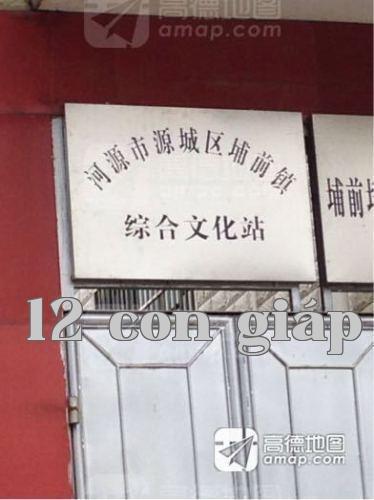 高德地图
amap.com
河源市源城区埔前镇
综合文化站
埔前
12 con giáp
高德地图
amap.com